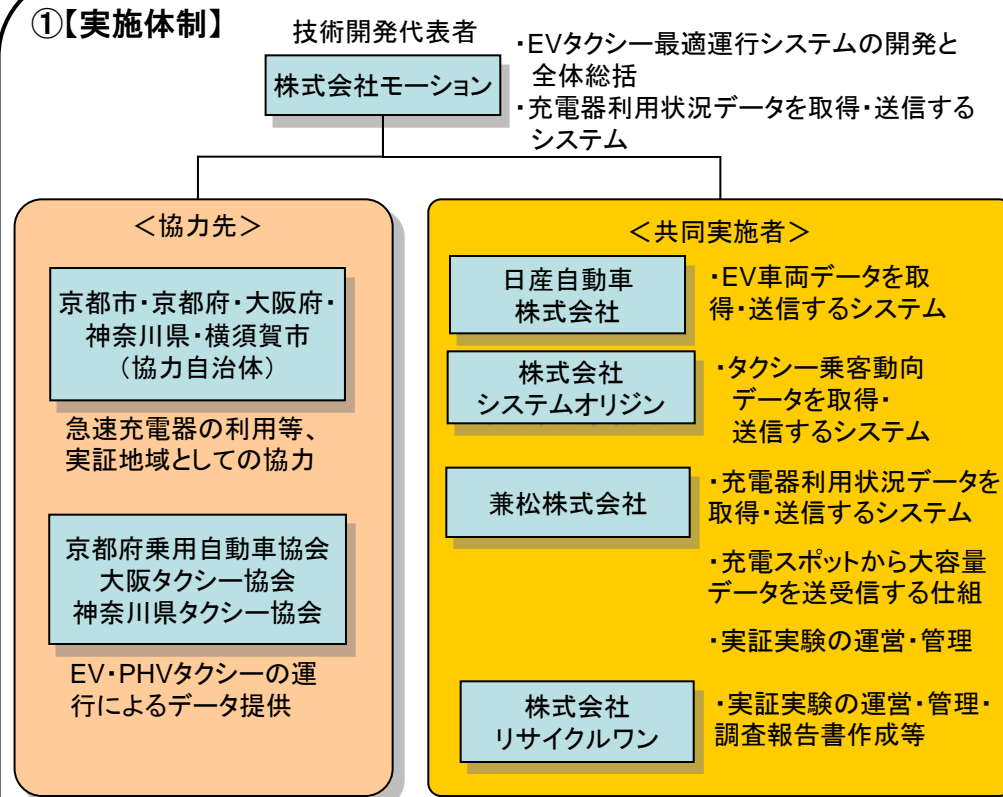 ①【実施体制】
技術開発代表者
株式会社モーション
・EVタクシー最適運行システムの開発と
全体総括
・充電器利用状況データを取得・送信する
システム
＜協力先＞
京都市・京都府・大阪府・
神奈川県・横須賀市
（協力自治体）
急速充電器の利用等、
実証地域としての協力
京都府乗用自動車協会
大阪タクシー協会
神奈川県タクシー協会
EV・PHVタクシーの運
行によるデータ提供
＜共同実施者＞
日産自動車
株式会社
・EV車両データを取
得・送信するシステム
株式会社
システムオリジン
・タクシー乗客動向
データを取得・
送信するシステム
兼松株式会社
・充電器利用状況データを
取得・送信するシステム
・充電スポットから大容量
データを送受信する仕組
・実証実験の運営・管理
株式会社
リサイクルワン
・実証実験の運営・管理・
調査報告書作成等